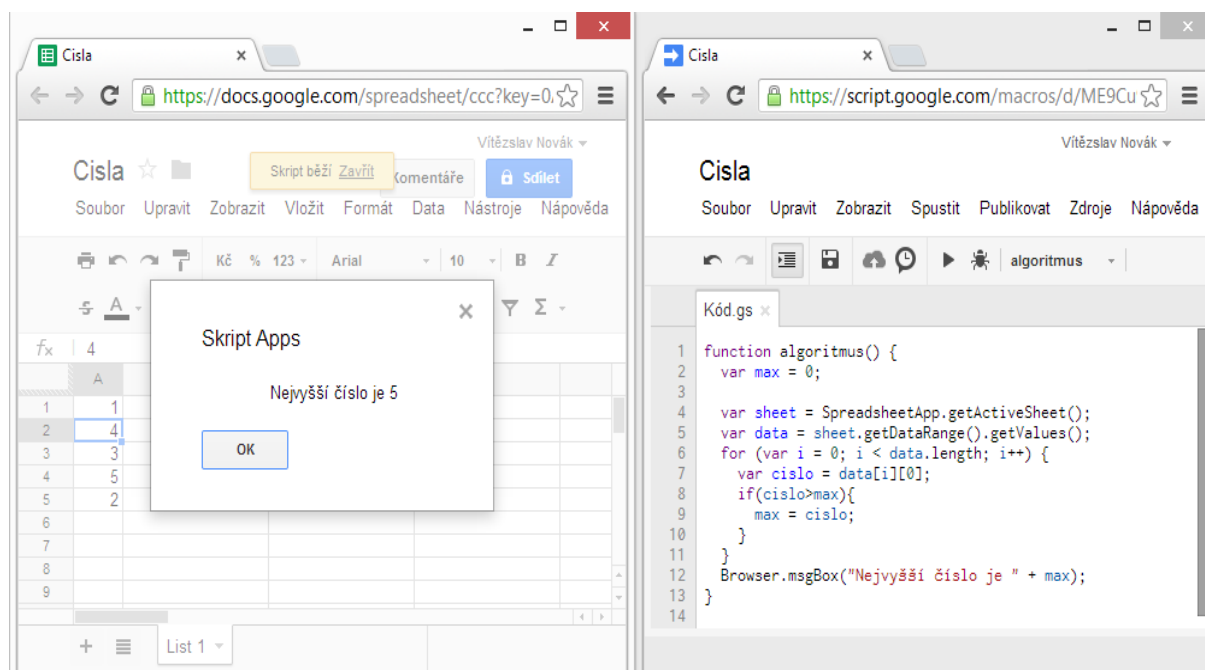 Cisla
https://docs.google.com/spreadsheet/ccc?key=0.
Vítězslav Novák
Cisla
Skript běží Zavřít
Komentáře
Sdílet
Soubor Upravit Zobrazit Vložit Formát Data Nástroje Nápověda
Kč % 123 Arial 10 B I
S A Σ
fx 4
A
1 1
2 4
3 3
4 5
5 2
6
7
8
9
Skript Apps
Nejvyšší číslo je 5
OK
+ List 1
Cisla
https://script.google.com/macros/d/ME9Cu
Vítězslav Novák
Cisla
Soubor Upravit Zobrazit Spustit Publikovat Zdroje Nápověda
algoritmus
Kód.gs
1 function algoritmus() {
2 var max = 0;
3
4 var sheet = SpreadsheetApp.getActiveSheet();
5 var data = sheet.getDataRange().getValues();
6 for (var i = 0; i < data.length; i++) {
7 var cislo = data[i][0];
8 if(cislo>max){
9 max = cislo;
10 }
11 }
12 Browser.msgBox("Nejvyšší číslo je " + max);
13 }
14